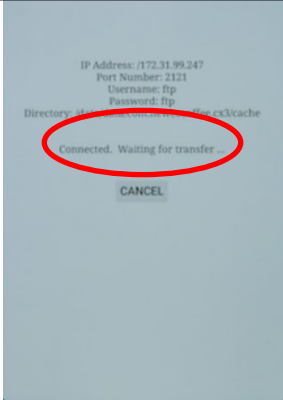 IP Address: /172.31.99.247
Port Number: 2121
Username: ftp
Password: ftp
Directory: cache
Connected. Waiting for transfer ...
CANCEL